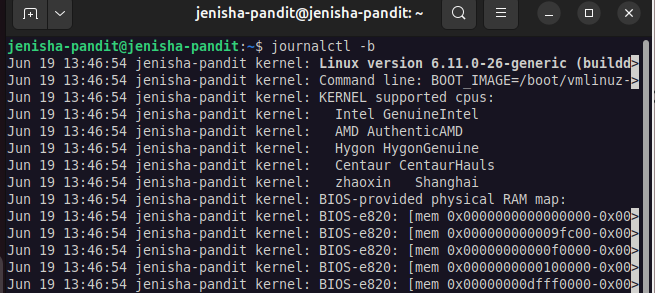 jenisha-pandit@jenisha-pandit: ~
jenisha-pandit@jenisha-pandit:~$ journalctl -b
Jun 19 13:46:54 jenisha-pandit kernel: Linux version 6.11.0-26-generic (buildd>
Jun 19 13:46:54 jenisha-pandit kernel: Command line: BOOT_IMAGE=/boot/vmlinuz->
Jun 19 13:46:54 jenisha-pandit kernel: KERNEL supported cpus:
Jun 19 13:46:54 jenisha-pandit kernel:   Intel GenuineIntel
Jun 19 13:46:54 jenisha-pandit kernel:   AMD AuthenticAMD
Jun 19 13:46:54 jenisha-pandit kernel:   Hygon HygonGenuine
Jun 19 13:46:54 jenisha-pandit kernel:   Centaur CentaurHauls
Jun 19 13:46:54 jenisha-pandit kernel:   zhaoxin   Shanghai
Jun 19 13:46:54 jenisha-pandit kernel: BIOS-provided physical RAM map:
Jun 19 13:46:54 jenisha-pandit kernel: BIOS-e820: [mem 0x0000000000000000-0x00>
Jun 19 13:46:54 jenisha-pandit kernel: BIOS-e820: [mem 0x000000000009fc00-0x00>
Jun 19 13:46:54 jenisha-pandit kernel: BIOS-e820: [mem 0x00000000000f0000-0x00>
Jun 19 13:46:54 jenisha-pandit kernel: BIOS-e820: [mem 0x0000000000100000-0x00>
Jun 19 13:46:54 jenisha-pandit kernel: BIOS-e820: [mem 0x00000000dfff0000-0x00>